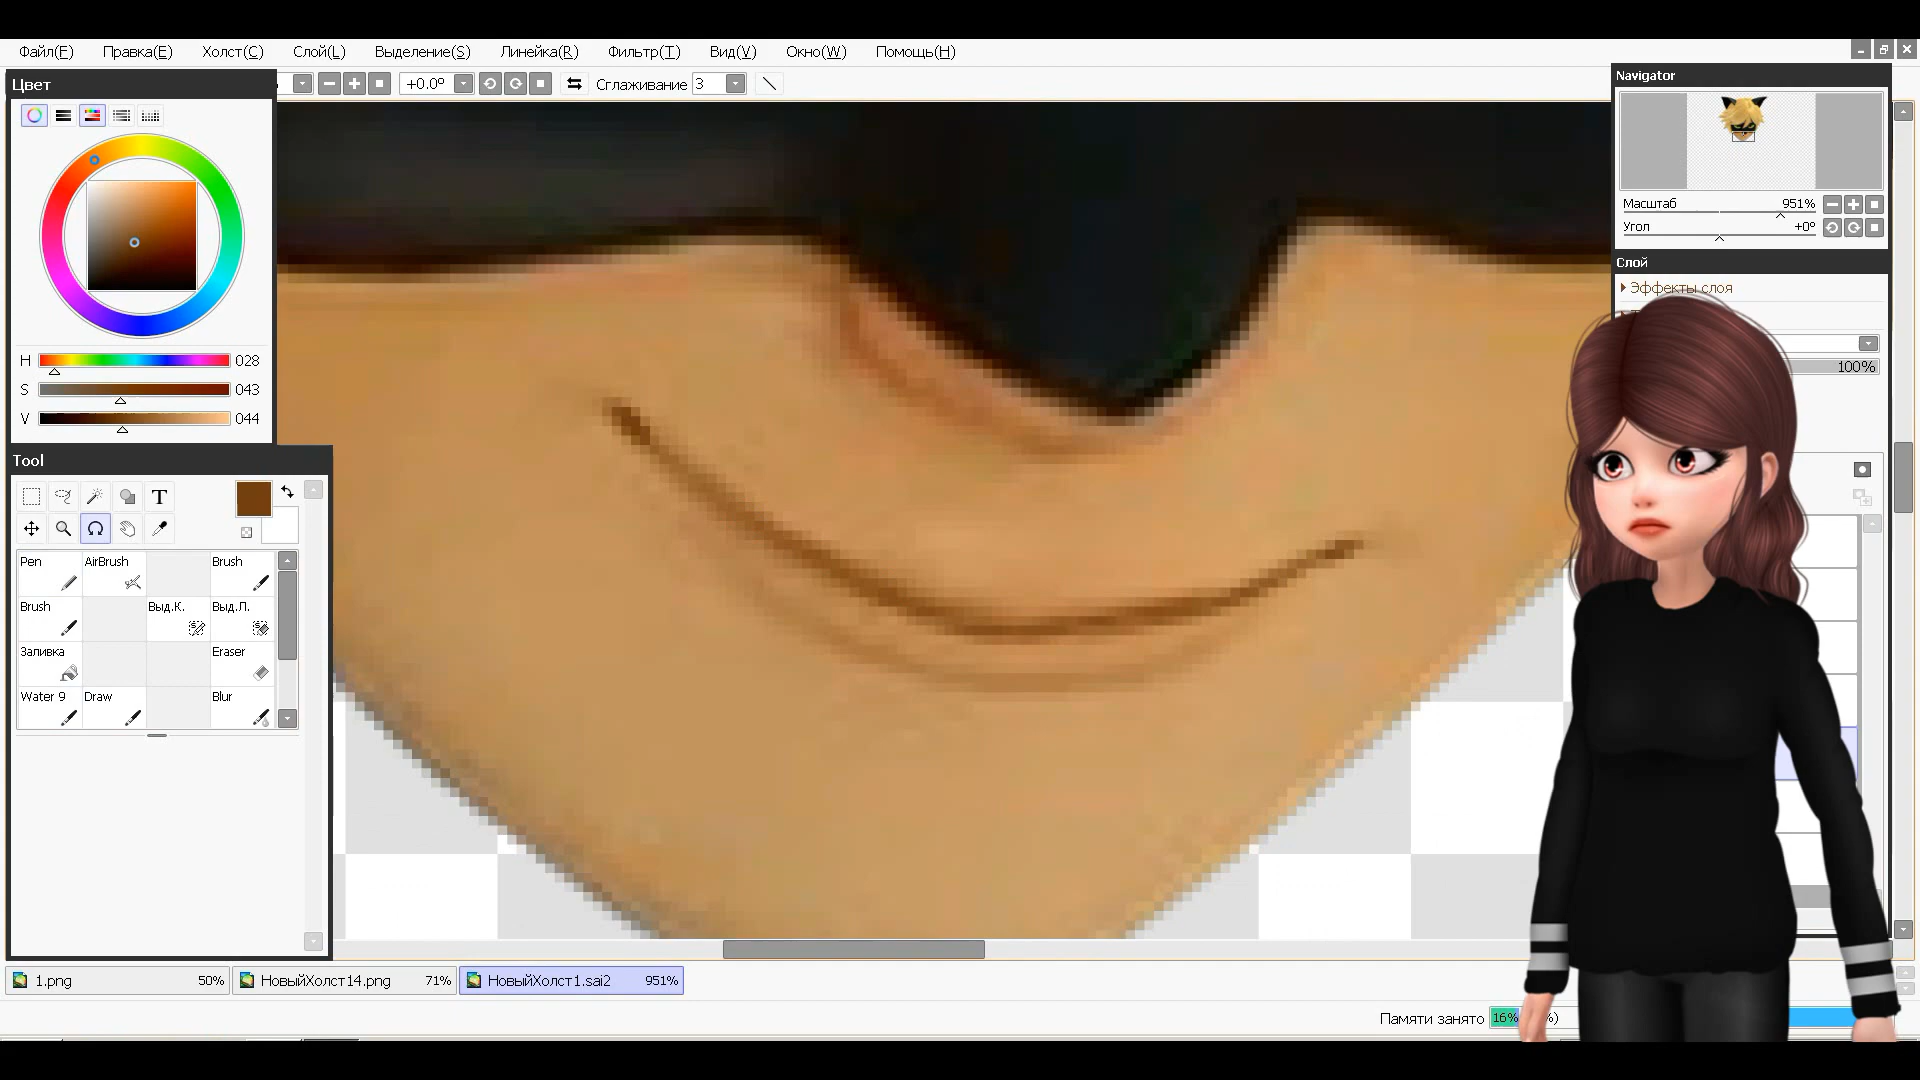 Файл(F) Правка(E) Холст(C) Слой(L) Выделение(S) Линейка(R) Фильтр(T) Вид(V) Окно(W) Помощь(H)
+0.0º Сглаживание 3
Цвет
H 028
S 043
V 044
Tool
T
Pen AirBrush Brush
Brush Выд.К. Выд.Л.
Заливка Eraser
Water 9 Draw Blur
Navigator
Масштаб 951%
Угол +0º
Слой
Эффекты слоя
100%
1.png 50% НовыйХолст14.png 71% НовыйХолст1.sai2 951%
Памяти занято 16% %)